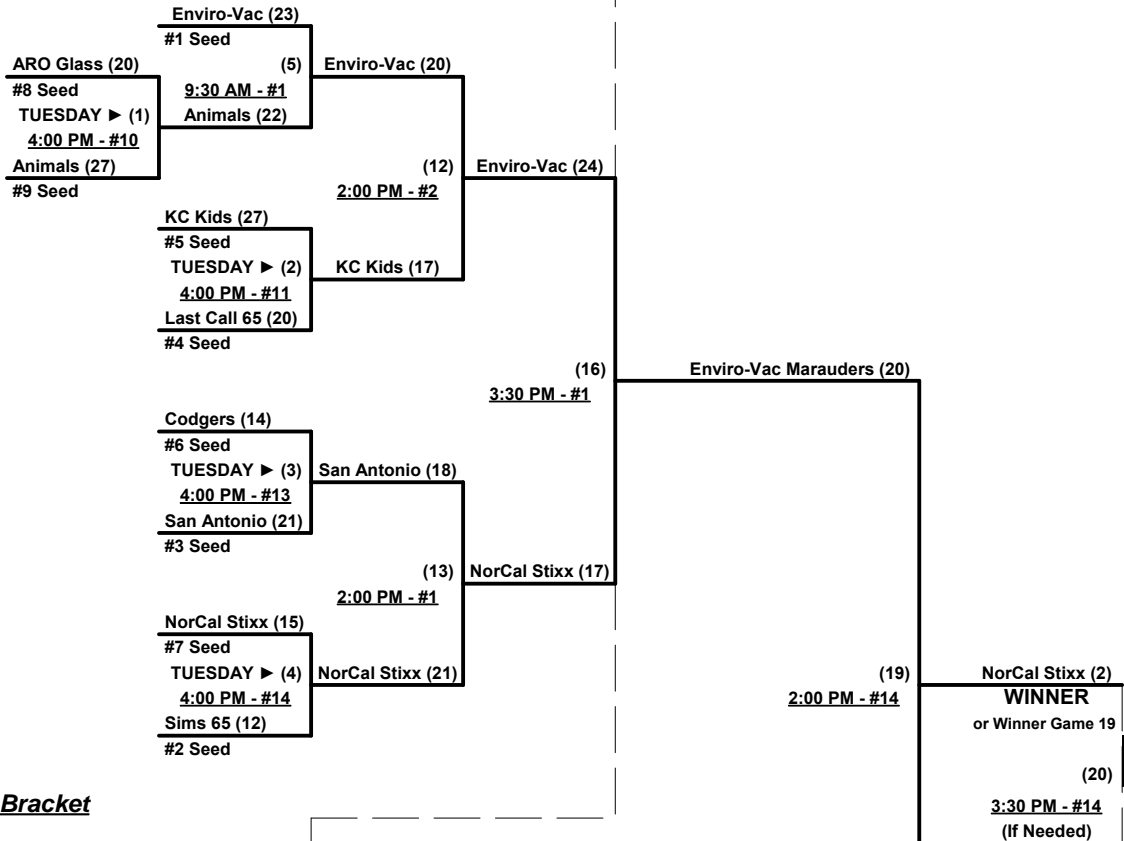 Enviro-Vac (23)
#1 Seed
ARO Glass (20)
(5)
Enviro-Vac (20)
#8 Seed
9:30 AM - #1
TUESDAY ► (1)
Animals (22)
4:00 PM - #10
Animals (27)
(12)
Enviro-Vac (24)
#9 Seed
2:00 PM - #2
KC Kids (27)
#5 Seed
TUESDAY ► (2)
KC Kids (17)
4:00 PM - #11
Last Call 65 (20)
#4 Seed
(16)
Enviro-Vac Marauders (20)
3:30 PM - #1
Codgers (14)
#6 Seed
TUESDAY ► (3)
San Antonio (18)
4:00 PM - #13
San Antonio (21)
#3 Seed
(13)
NorCal Stixx (17)
2:00 PM - #1
NorCal Stixx (15)
#7 Seed
TUESDAY ► (4)
NorCal Stixx (21)
(19)
NorCal Stixx (2)
4:00 PM - #14
2:00 PM - #14
WINNER
Sims 65 (12)
or Winner Game 19
#2 Seed
(20)
Bracket
3:30 PM - #14
(If Needed)